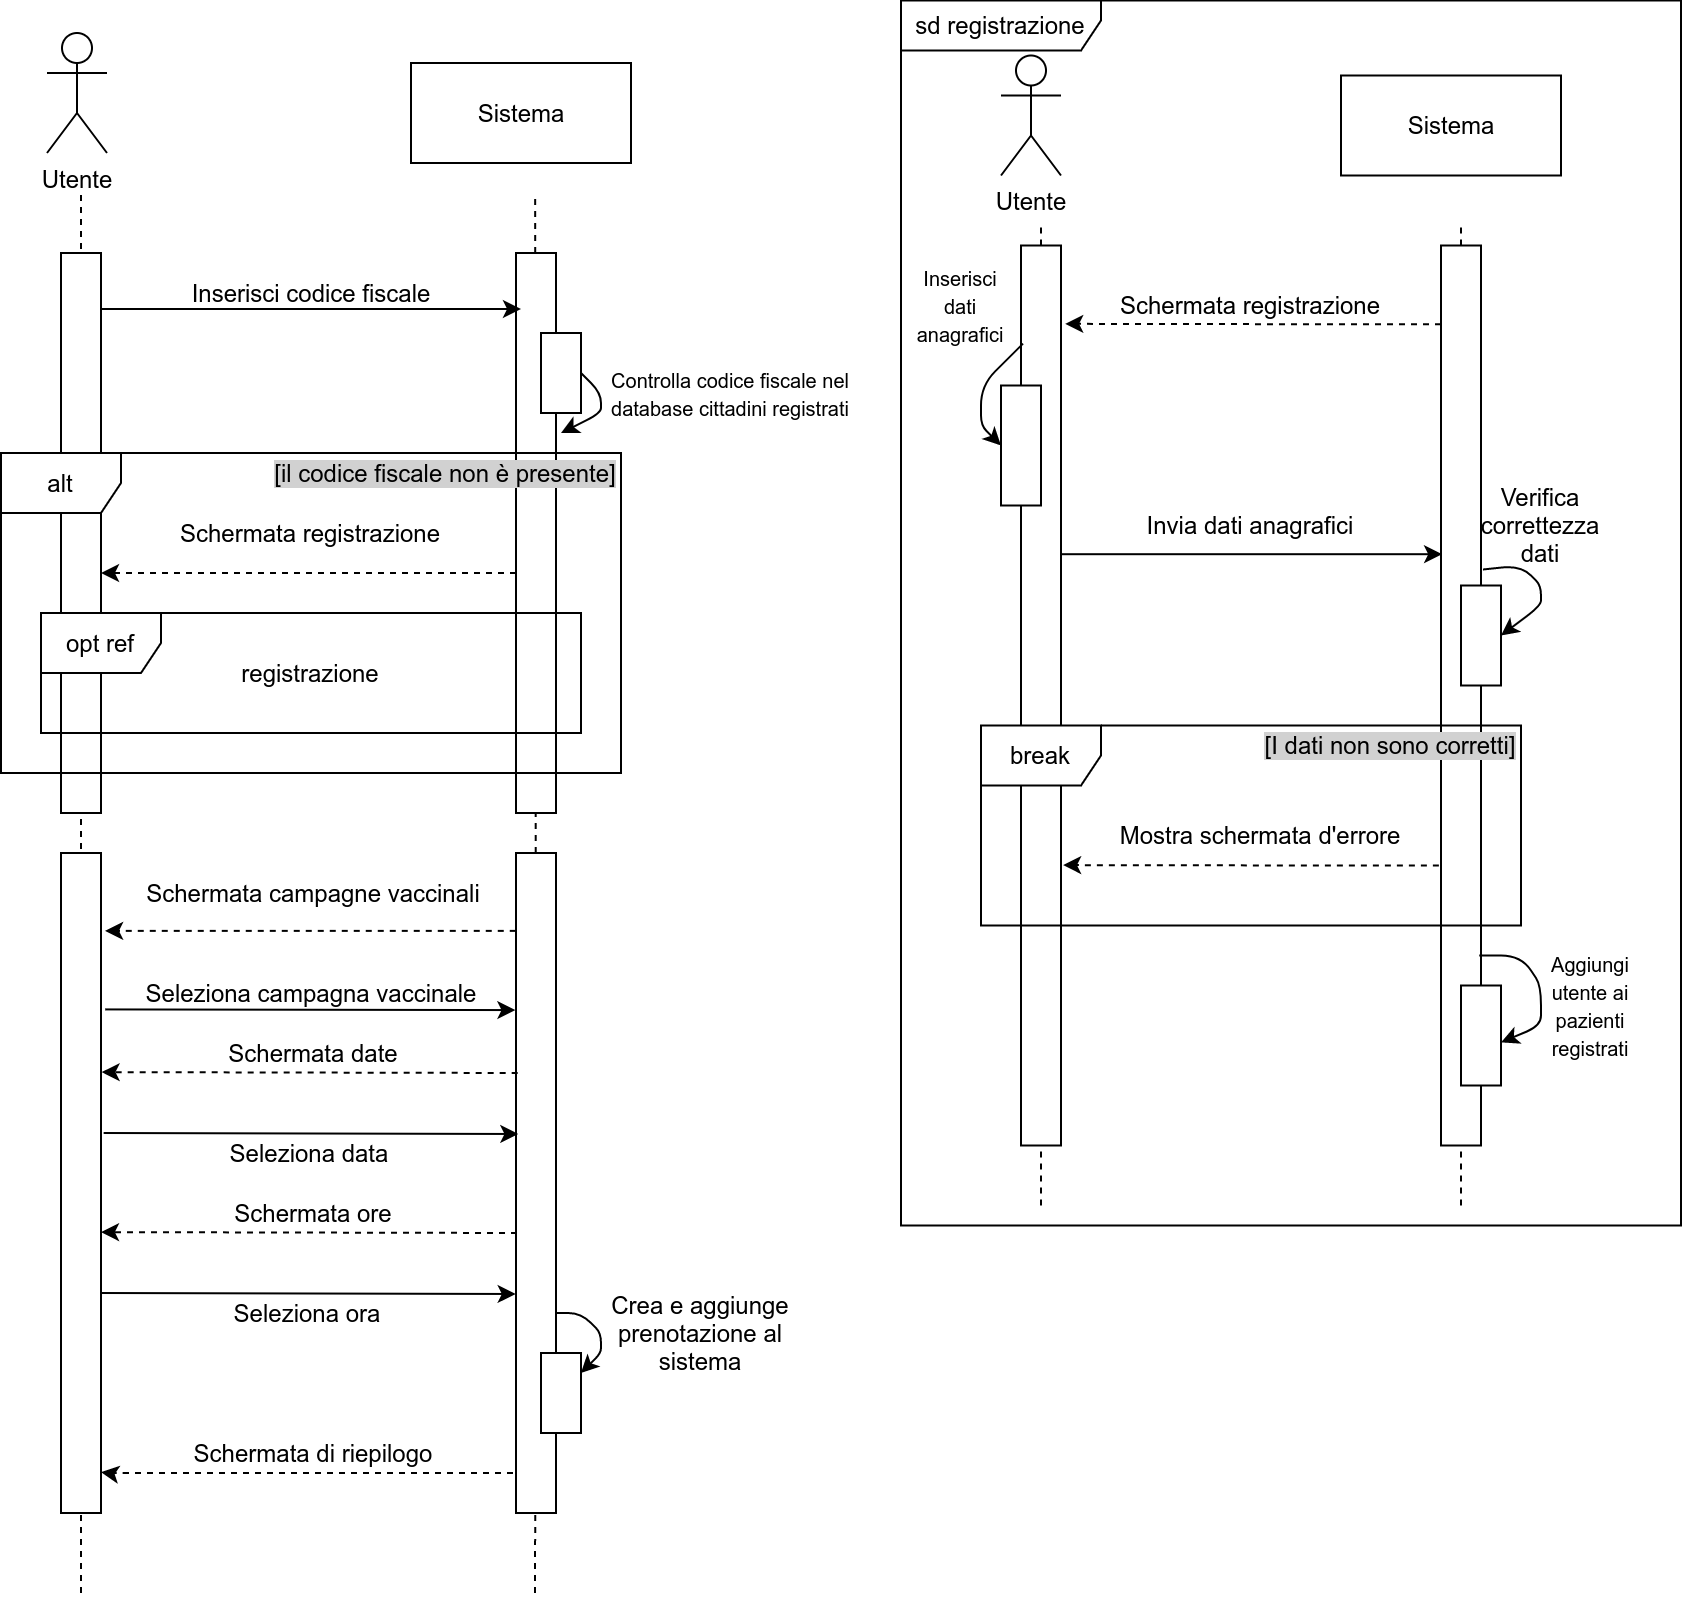 Utente
Sistema
Inserisci codice fiscale
Controlla codice fiscale nel
database cittadini registrati
alt
[il codice fiscale non è presente]
Schermata registrazione
opt ref
registrazione
Schermata campagne vaccinali
Seleziona campagna vaccinale
Schermata date
Seleziona data
Schermata ore
Seleziona ora
Crea e aggiunge
prenotazione al
sistema
Schermata di riepilogo
sd registrazione
Utente
Sistema
Inserisci
dati
anagrafici
Schermata registrazione
Invia dati anagrafici
Verifica
correttezza
dati
break
[I dati non sono corretti]
Mostra schermata d'errore
Aggiungi
utente ai
pazienti
registrati